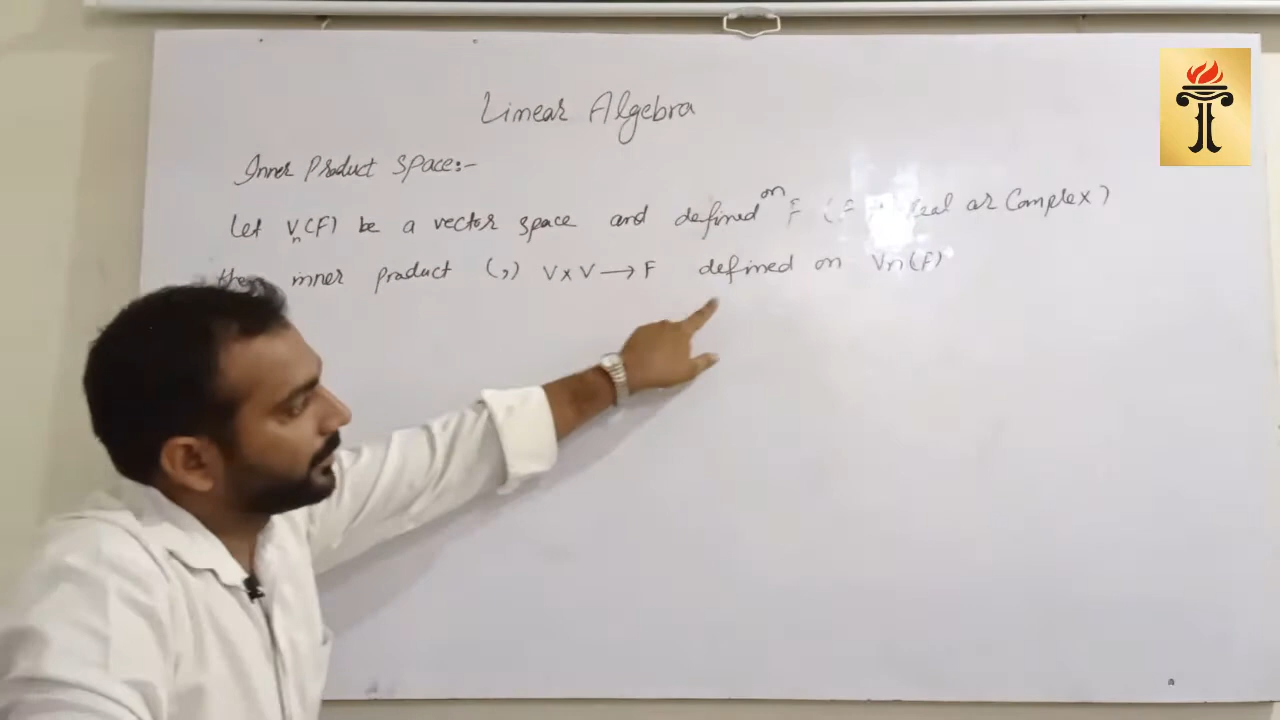 Linear Algebra
Inner Product Space:-
Let Vn(F) be a vector space and defined on F (F Real or Complex)
then inner product (,) V×V → F defined on Vn(F)